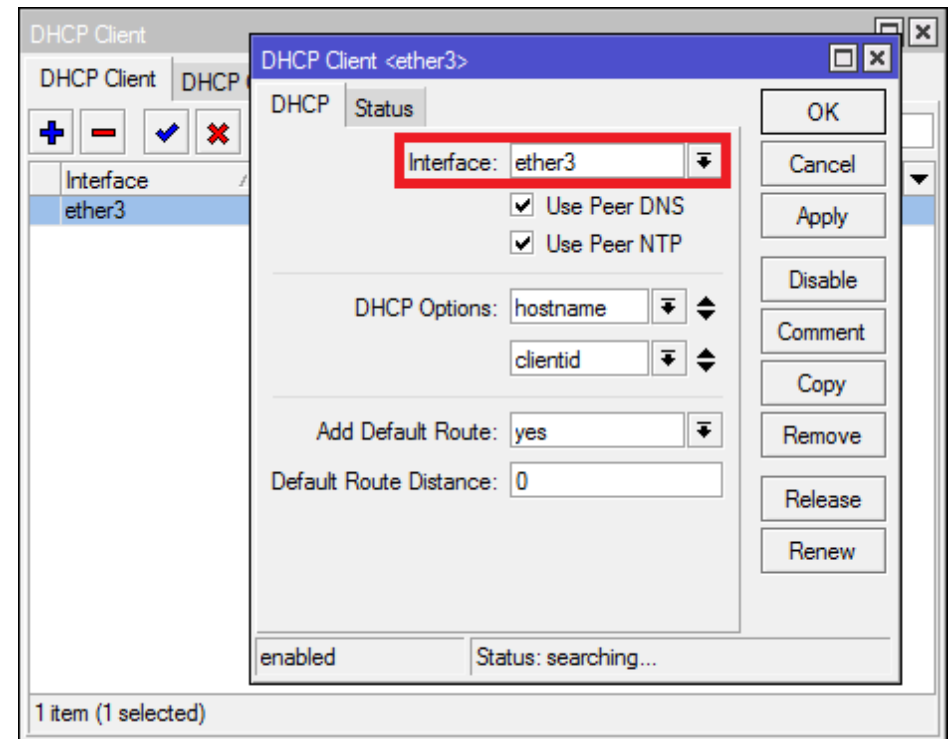 DHCP Client
DHCP Client DHCP
Interface
ether3
1 item (1 selected)
DHCP Client <ether3>
DHCP Status
Interface: ether3
Use Peer DNS
Use Peer NTP
DHCP Options: hostname
clientid
Add Default Route: yes
Default Route Distance: 0
OK
Cancel
Apply
Disable
Comment
Copy
Remove
Release
Renew
enabled Status: searching...